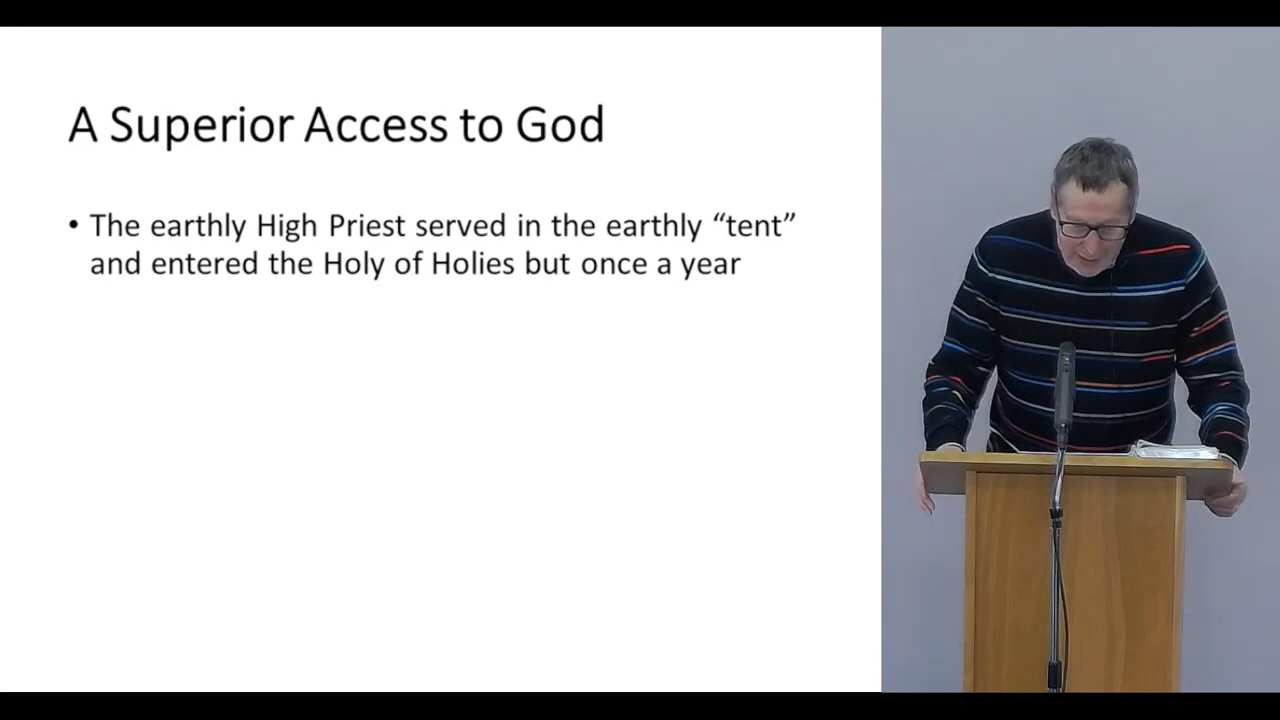 A Superior Access to God
• The earthly High Priest served in the earthly “tent”
and entered the Holy of Holies but once a year